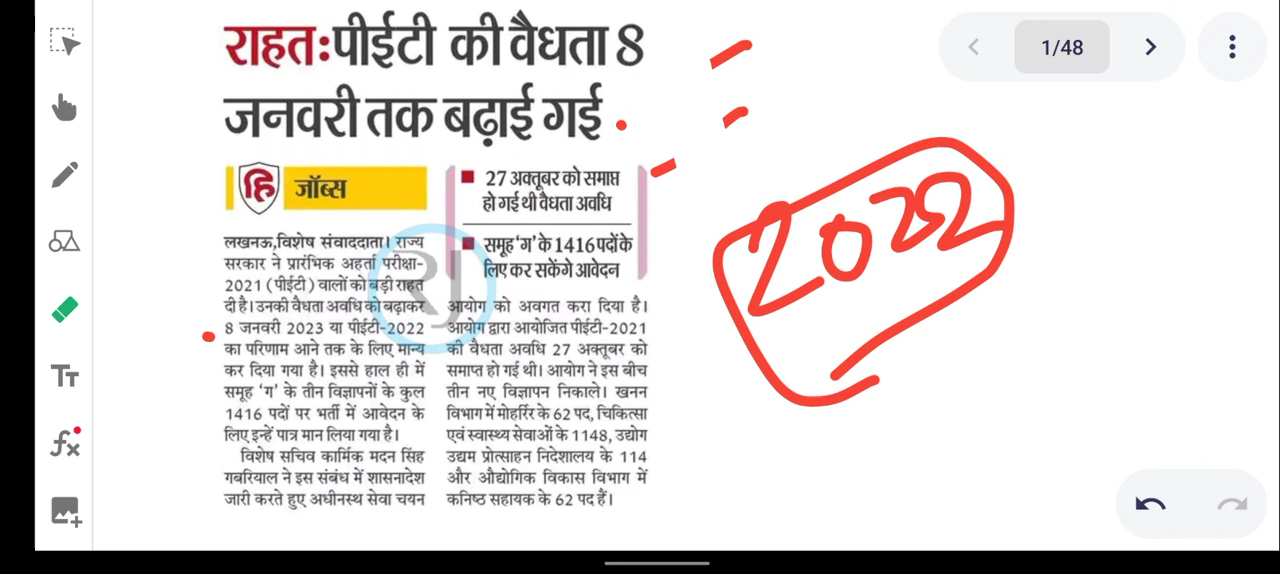 राहतः पीईटी की वैधता 8
जनवरी तक बढ़ाई गई
1/48
हि जॉब्स
27 अक्तूबर को समाप्त
हो गई थी वैधता अवधि
समूह 'ग' के 1416 पदों के
लिए कर सकेंगे आवेदन
लखनऊ,विशेष संवाददाता। राज्य
सरकार ने प्रारंभिक अहर्ता परीक्षा-
2021 (पीईटी) वालों को बड़ी राहत
दी है। उनकी वैधता अवधि को बढ़ाकर
8 जनवरी 2023 या पीईटी-2022
का परिणाम आने तक के लिए मान्य
कर दिया गया है। इससे हाल ही में
समूह 'ग' के तीन विज्ञापनों के कुल
1416 पदों पर भर्ती में आवेदन के
लिए इन्हें पात्र मान लिया गया है।
विशेष सचिव कार्मिक मदन सिंह
गबरियाल ने इस संबंध में शासनादेश
जारी करते हुए अधीनस्थ सेवा चयन
आयोग को अवगत करा दिया है।
आयोग द्वारा आयोजित पीईटी-2021
की वैधता अवधि 27 अक्तूबर को
समाप्त हो गई थी। आयोग ने इस बीच
तीन नए विज्ञापन निकाले। खनन
विभाग में मोहर्रिर के 62 पद, चिकित्सा
एवं स्वास्थ्य सेवाओं के 1148, उद्योग
उद्यम प्रोत्साहन निदेशालय के 114
और औद्योगिक विकास विभाग में
कनिष्ठ सहायक के 62 पद हैं।
RJ
2022
Tт
fx